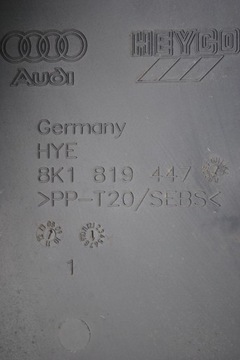 HEYCO
Audi
Germany
HYE
8K1 819 447
>PP-T20/SEBS<
1